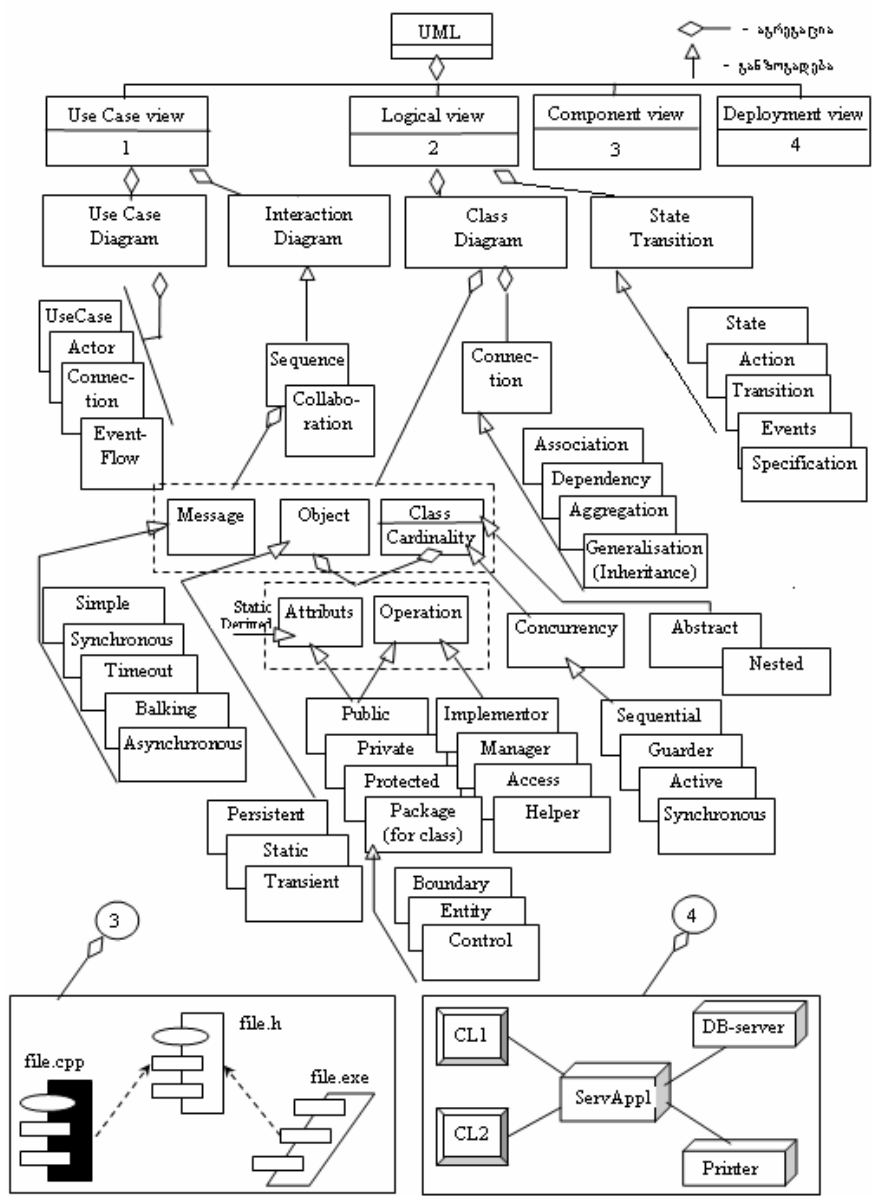 UML
- აგრეგაცია
- განზოგადება
Use Case view
1
Logical view
2
Component view
3
Deployment view
4
Use Case
Diagram
Interaction
Diagram
Class
Diagram
State
Transition
UseCase
Actor
Connec-
tion
Event-
Flow
Sequence
Collabo-
ration
Connec-
tion
State
Action
Transition
Events
Specification
Association
Dependency
Aggregation
Generalisation
(Inheritance)
Message
Object
Class
Cardinality
Simple
Synchronous
Timeout
Balking
Asynchrronous
Static
Derived
Attributs
Operation
Concurrency
Abstract
Nested
Public
Private
Protected
Package
(for class)
Implementor
Manager
Access
Helper
Sequential
Guarder
Active
Synchronous
Persistent
Static
Transient
Boundary
Entity
Control
3
4
file.h
file.cpp
file.exe
CL1
CL2
ServAppl
DB-server
Printer